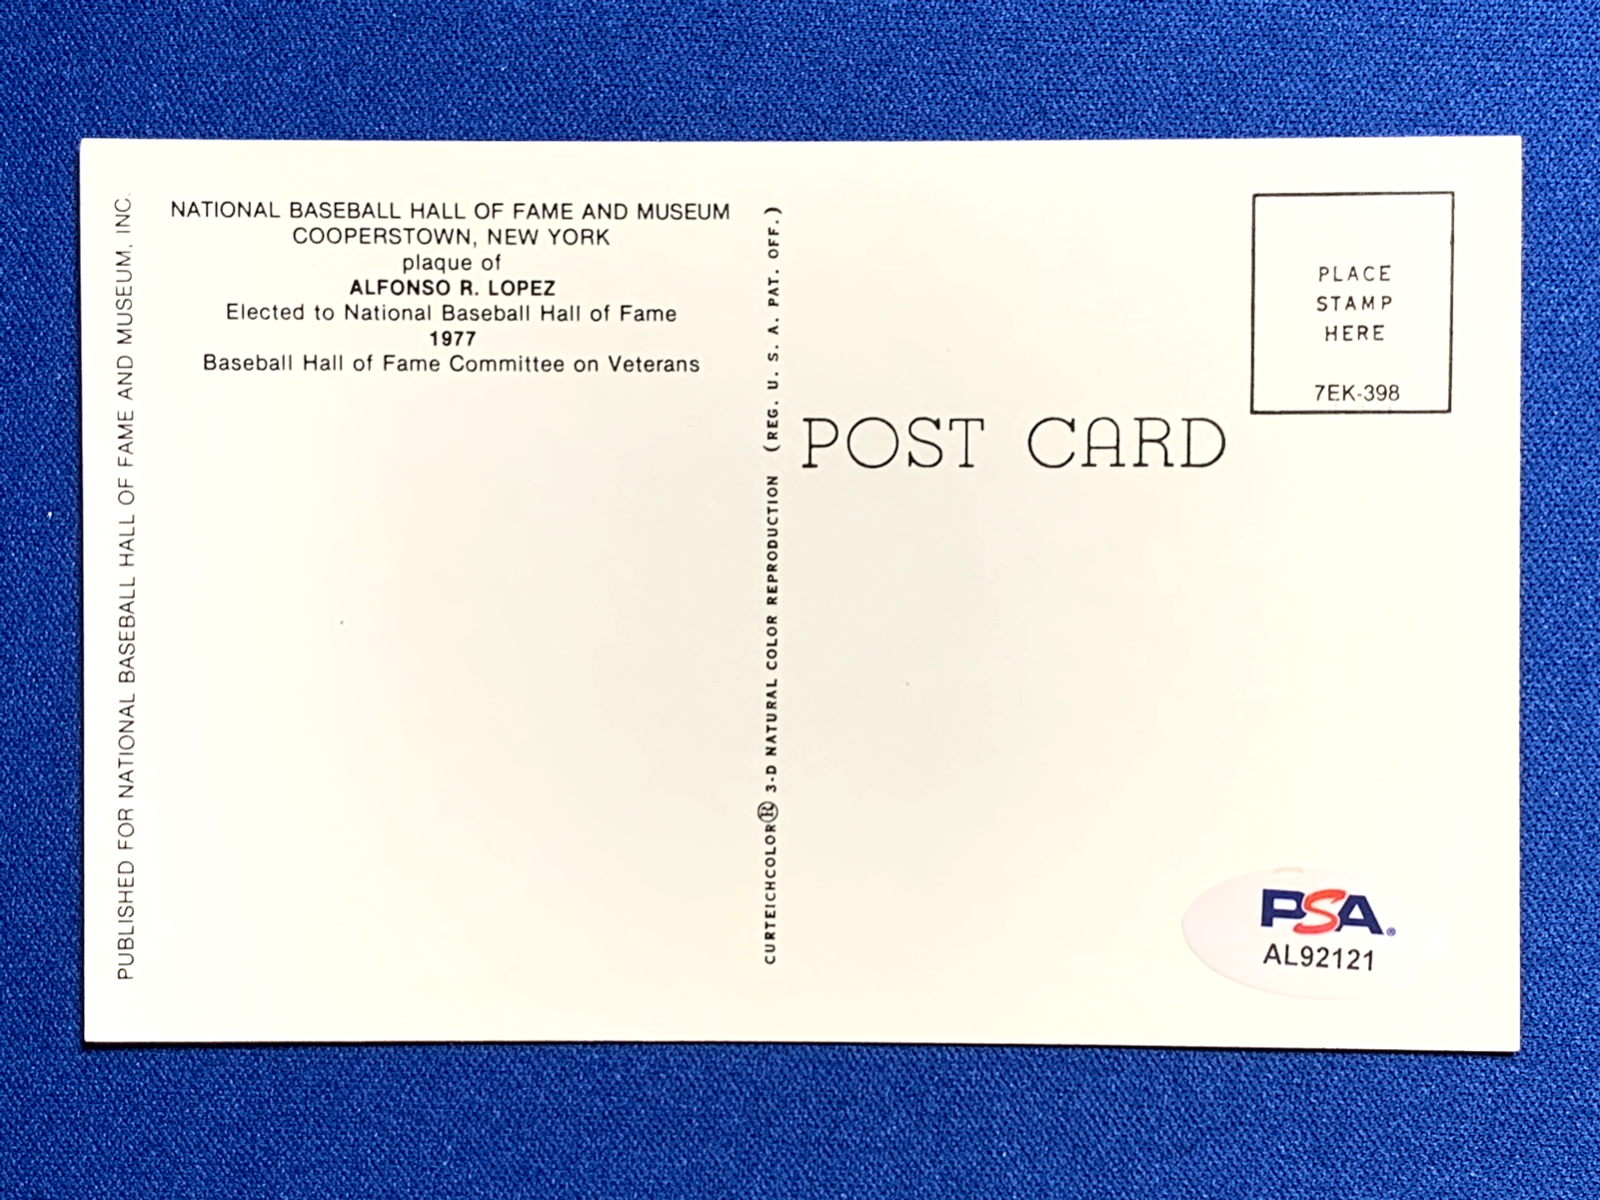 PUBLISHED FOR NATIONAL BASEBALL HALL OF FAME AND MUSEUM, INC.
NATIONAL BASEBALL HALL OF FAME AND MUSEUM
COOPERSTOWN, NEW YORK
plaque of
ALFONSO R. LOPEZ
Elected to National Baseball Hall of Fame
1977
Baseball Hall of Fame Committee on Veterans
CURTEICHCOLOR® 3-D NATURAL COLOR REPRODUCTION (REG. U. S. A. PAT. OFF.)
POST CARD
PLACE
STAMP
HERE
7EK-398
PSA®
AL92121